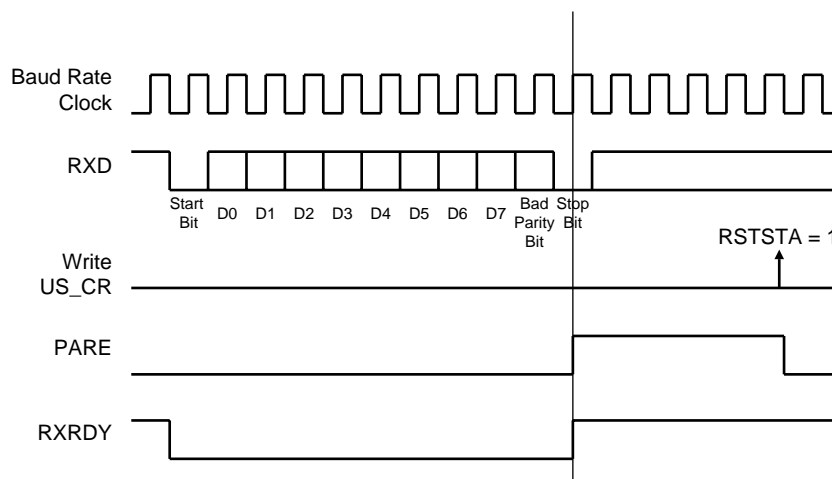 Baud Rate
Clock
RXD
Start
Bit
D0 D1 D2 D3 D4 D5 D6 D7
Bad
Parity
Bit
Stop
Bit
RSTSTA = 1
Write
US_CR
PARE
RXRDY